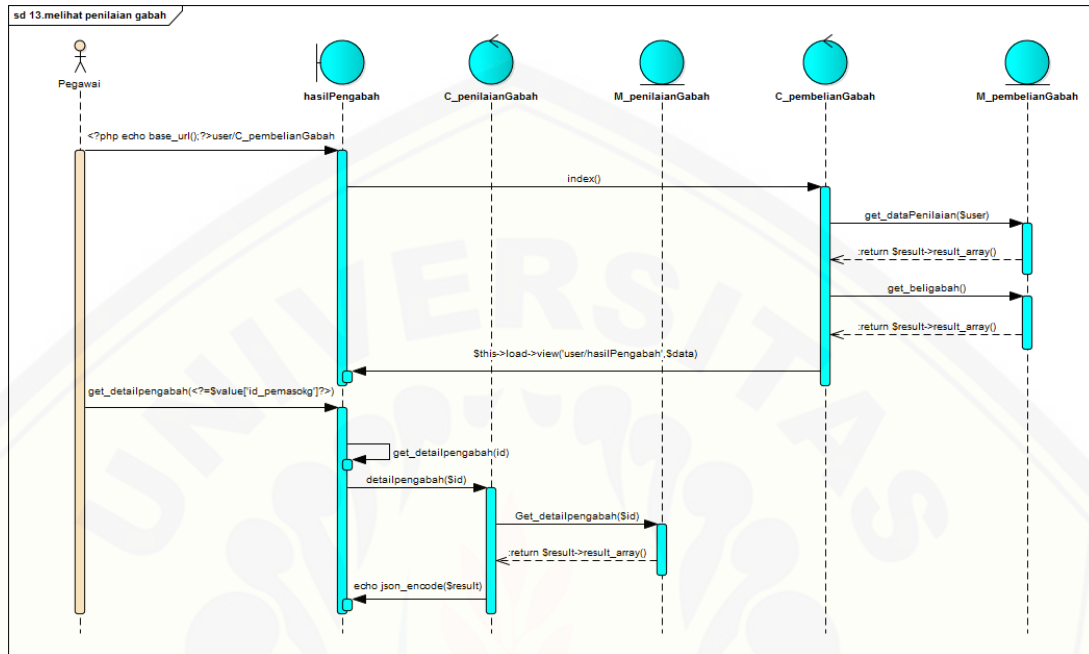 sd 13.melihat penilaian gabah
Pegawai
hasilPengabah
C_penilaianGabah
M_penilaianGabah
C_pembelianGabah
M_pembelianGabah
<?php echo base_url();?>user/C_pembelianGabah
index()
get_dataPenilaian($user)
:return $result->result_array()
get_beligabah()
:return $result->result_array()
$this->load->view('user/hasilPengabah',$data)
get_detailpengabah(<?=$value['id_pemasokg']?>)
get_detailpengabah(id)
detailpengabah($id)
Get_detailpengabah($id)
:return $result->result_array()
echo json_encode($result)
UNIVERSITAS